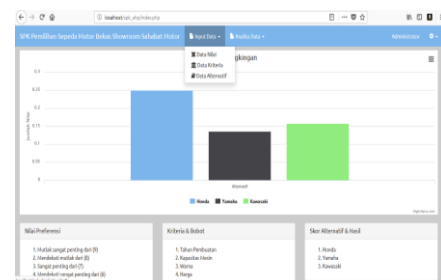 localhost/spk_ahp/index.php
SPK Pemilihan Sepeda Motor Bekas Showroom Sahabat Motor
Input Data
Analisa Data
Administrator
Data Nilai
Data Kriteria
Data Alternatif
0.3
0.25
0.2
0.15
0.1
0.05
0
Alternatif
Honda Yamaha Kawasaki
Highcharts.com
Nilai Preferensi
1. Mutlak sangat penting dari (9)
2. Mendekati mutlak dari (8)
3. Sangat penting dari (7)
4. Mendekati sangat penting dari (6)
Kriteria & Bobot
1. Tahun Pembuatan
2. Kapasitas Mesin
3. Warna
4. Harga
Skor Alternatif & Hasil
1. Honda
2. Yamaha
3. Kawasaki